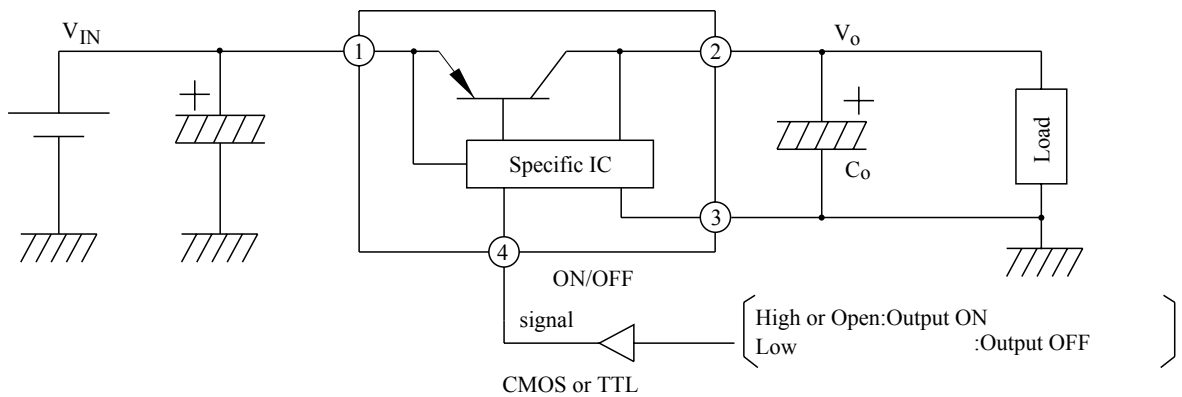 V_IN
1
2
V_o
Specific IC
Load
C_o
3
4
ON/OFF
signal
High or Open:Output ON
Low :Output OFF
CMOS or TTL